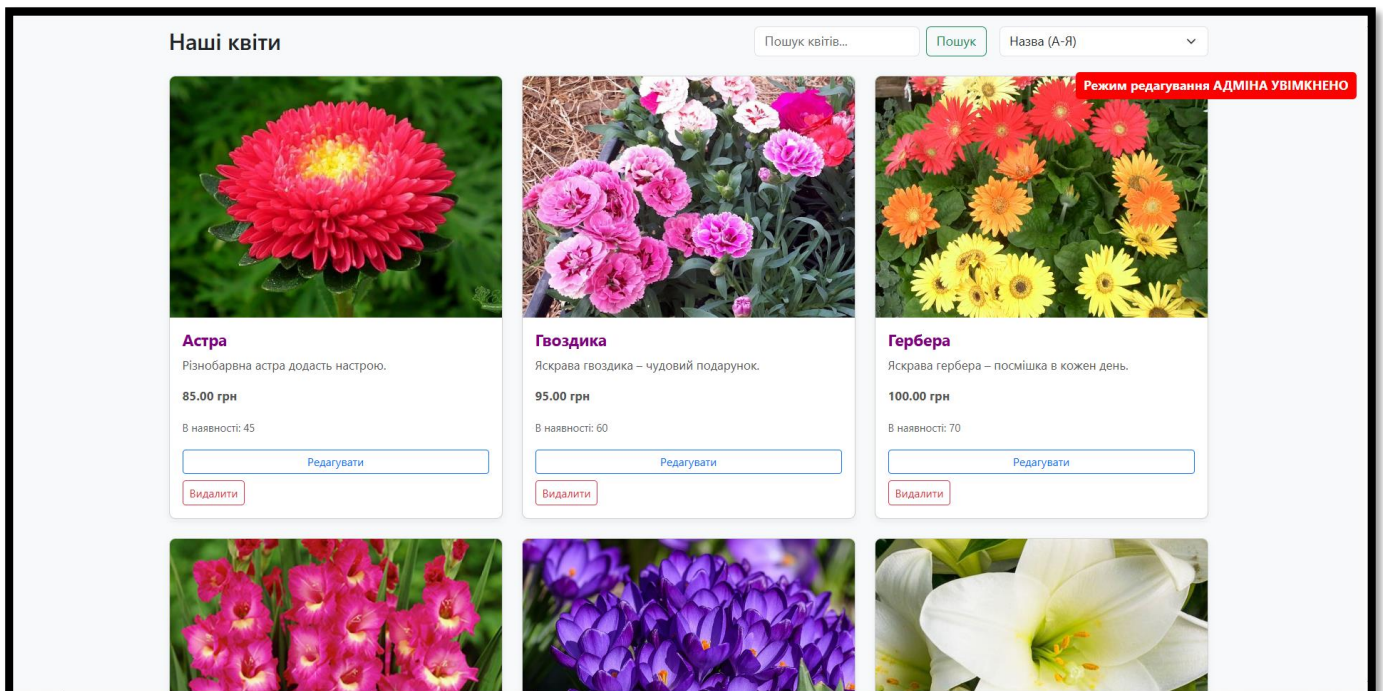 Наші квіти
Пошук квітів...
Пошук
Назва (А-Я)
Режим редагування АДМІНА УВІМКНЕНО
Астра
Різнобарвна астра додасть настрою.
85.00 грн
В наявності: 45
Редагувати
Видалити
Гвоздика
Яскрава гвоздика – чудовий подарунок.
95.00 грн
В наявності: 60
Редагувати
Видалити
Гербера
Яскрава гербера – посмішка в кожен день.
100.00 грн
В наявності: 70
Редагувати
Видалити